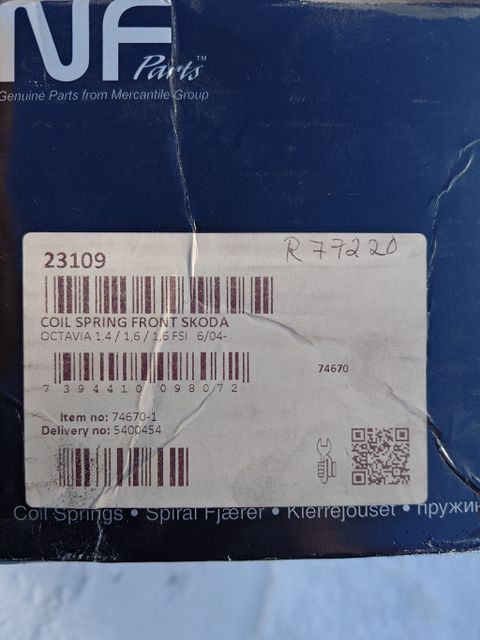 NF Parts™
Genuine Parts from Mercantile Group
R77220
23109
COIL SPRING FRONT SKODA
OCTAVIA 1,4 / 1,6 / 1,6 FSI 6/04-
74670
7 394410 098072
Item no: 74670-1
Delivery no: 5400454
Coil Springs • Spiral Fjærer • Kierrejouset • пружин